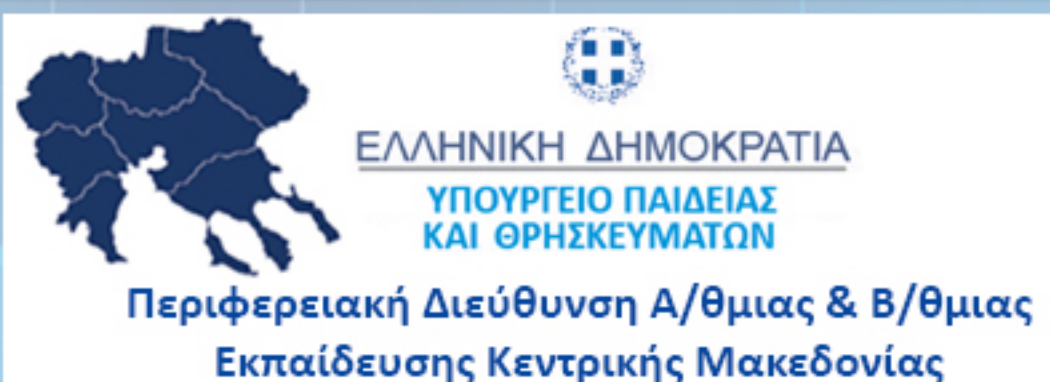 ΕΛΛΗΝΙΚΗ ΔΗΜΟΚΡΑΤΙΑ
ΥΠΟΥΡΓΕΙΟ ΠΑΙΔΕΙΑΣ
ΚΑΙ ΘΡΗΣΚΕΥΜΑΤΩΝ
Περιφερειακή Διεύθυνση Α/θμιας & Β/θμιας
Εκπαίδευσης Κεντρικής Μακεδονίας